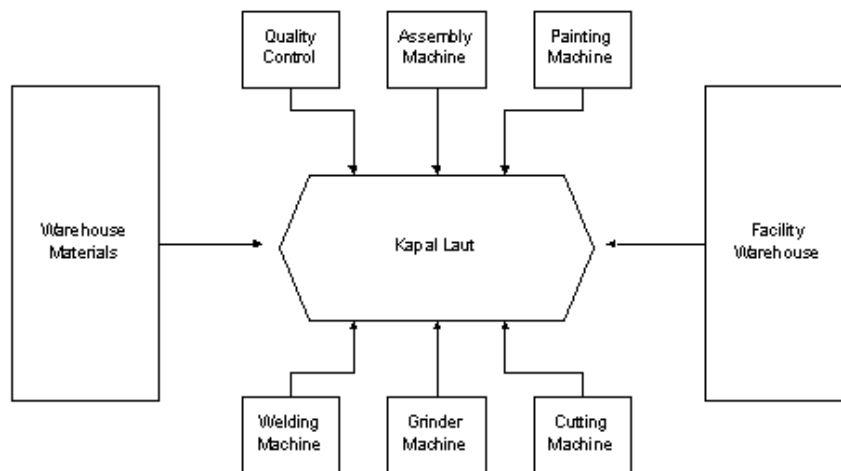 Quality
Control
Assembly
Machine
Painting
Machine
Warehouse
Materials
Kapal Laut
Facility
Warehouse
Welding
Machine
Grinder
Machine
Cutting
Machine